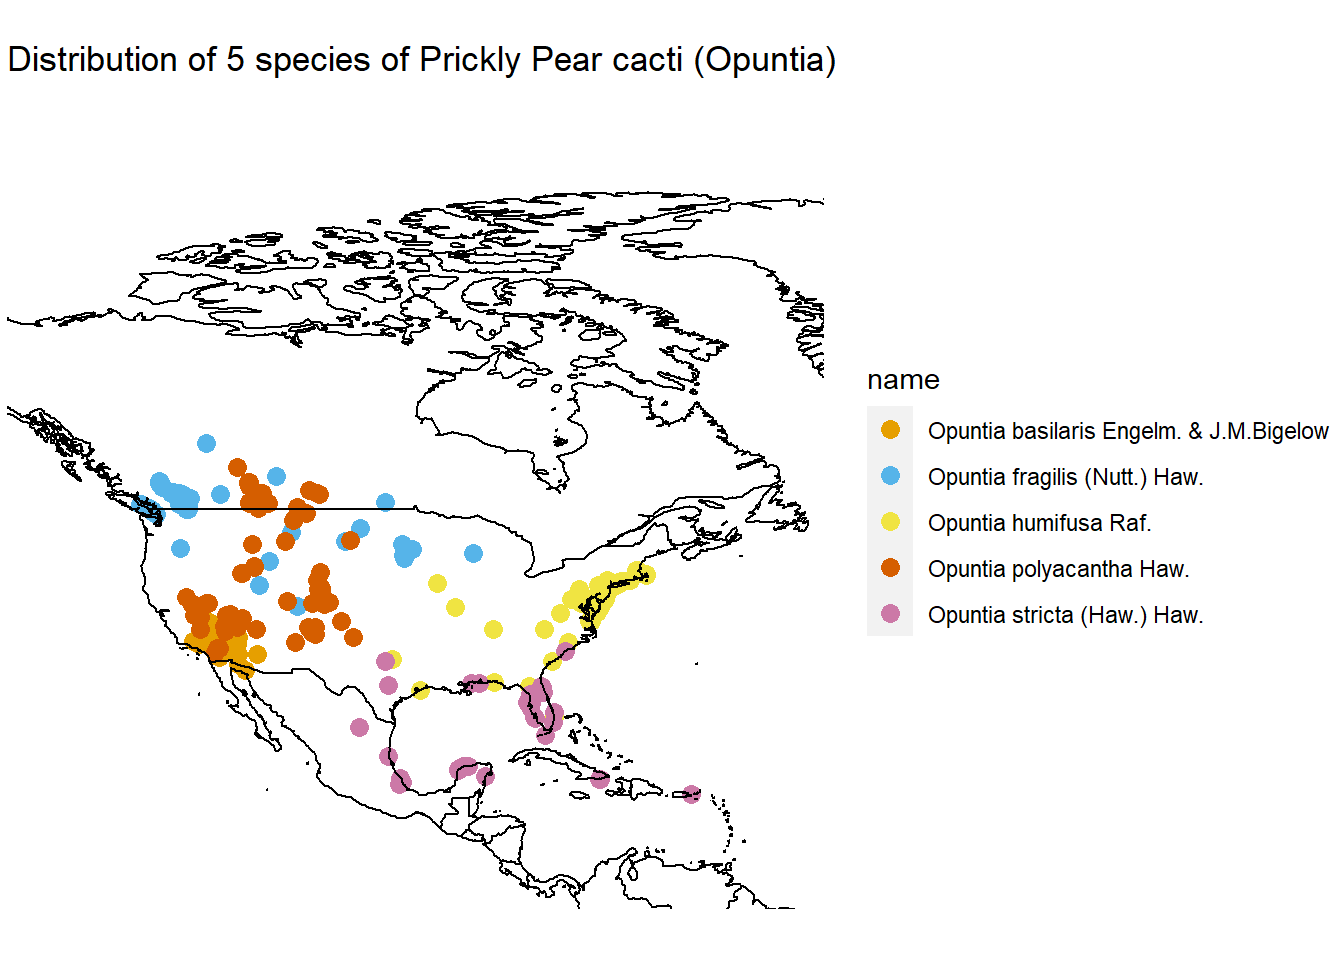 Distribution of 5 species of Prickly Pear cacti (Opuntia)
name
Opuntia basilaris Engelm. & J.M.Bigelow
Opuntia fragilis (Nutt.) Haw.
Opuntia humifusa Raf.
Opuntia polyacantha Haw.
Opuntia stricta (Haw.) Haw.